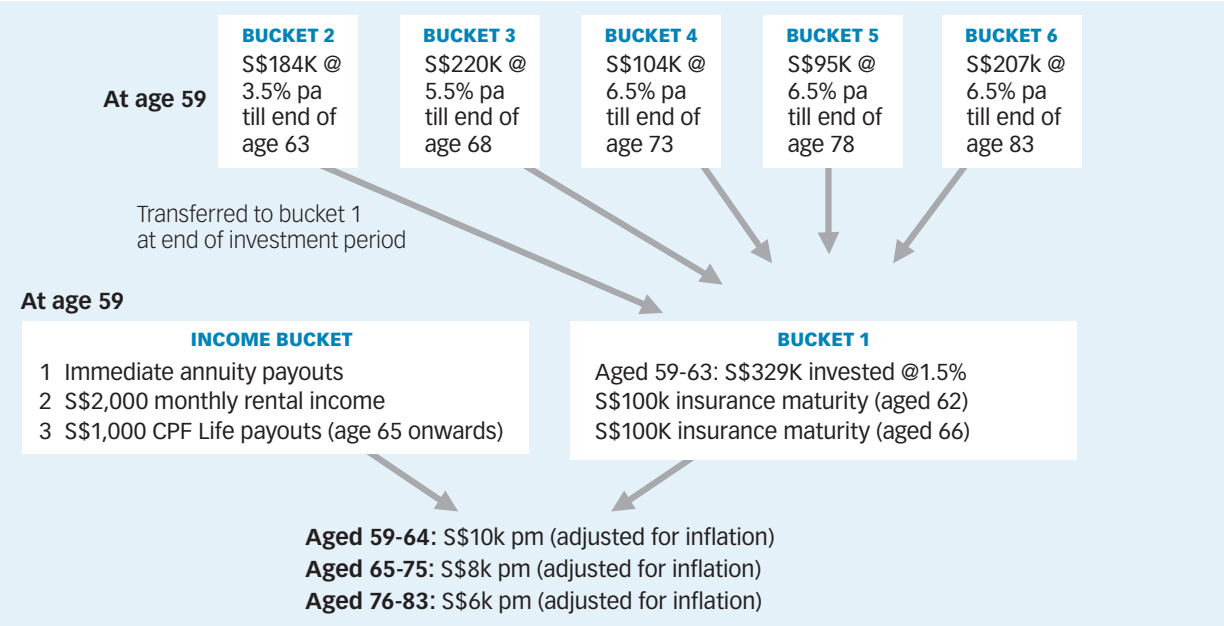 BUCKET 2
S$184K @
3.5% pa
till end of
age 63
BUCKET 3
S$220K @
5.5% pa
till end of
age 68
BUCKET 4
S$104K @
6.5% pa
till end of
age 73
BUCKET 5
S$95K @
6.5% pa
till end of
age 78
BUCKET 6
S$207k @
6.5% pa
till end of
age 83
At age 59
Transferred to bucket 1
at end of investment period
At age 59
INCOME BUCKET
1 Immediate annuity payouts
2 S$2,000 monthly rental income
3 S$1,000 CPF Life payouts (age 65 onwards)
BUCKET 1
Aged 59-63: S$329K invested @1.5%
S$100k insurance maturity (aged 62)
S$100K insurance maturity (aged 66)
Aged 59-64: S$10k pm (adjusted for inflation)
Aged 65-75: S$8k pm (adjusted for inflation)
Aged 76-83: S$6k pm (adjusted for inflation)